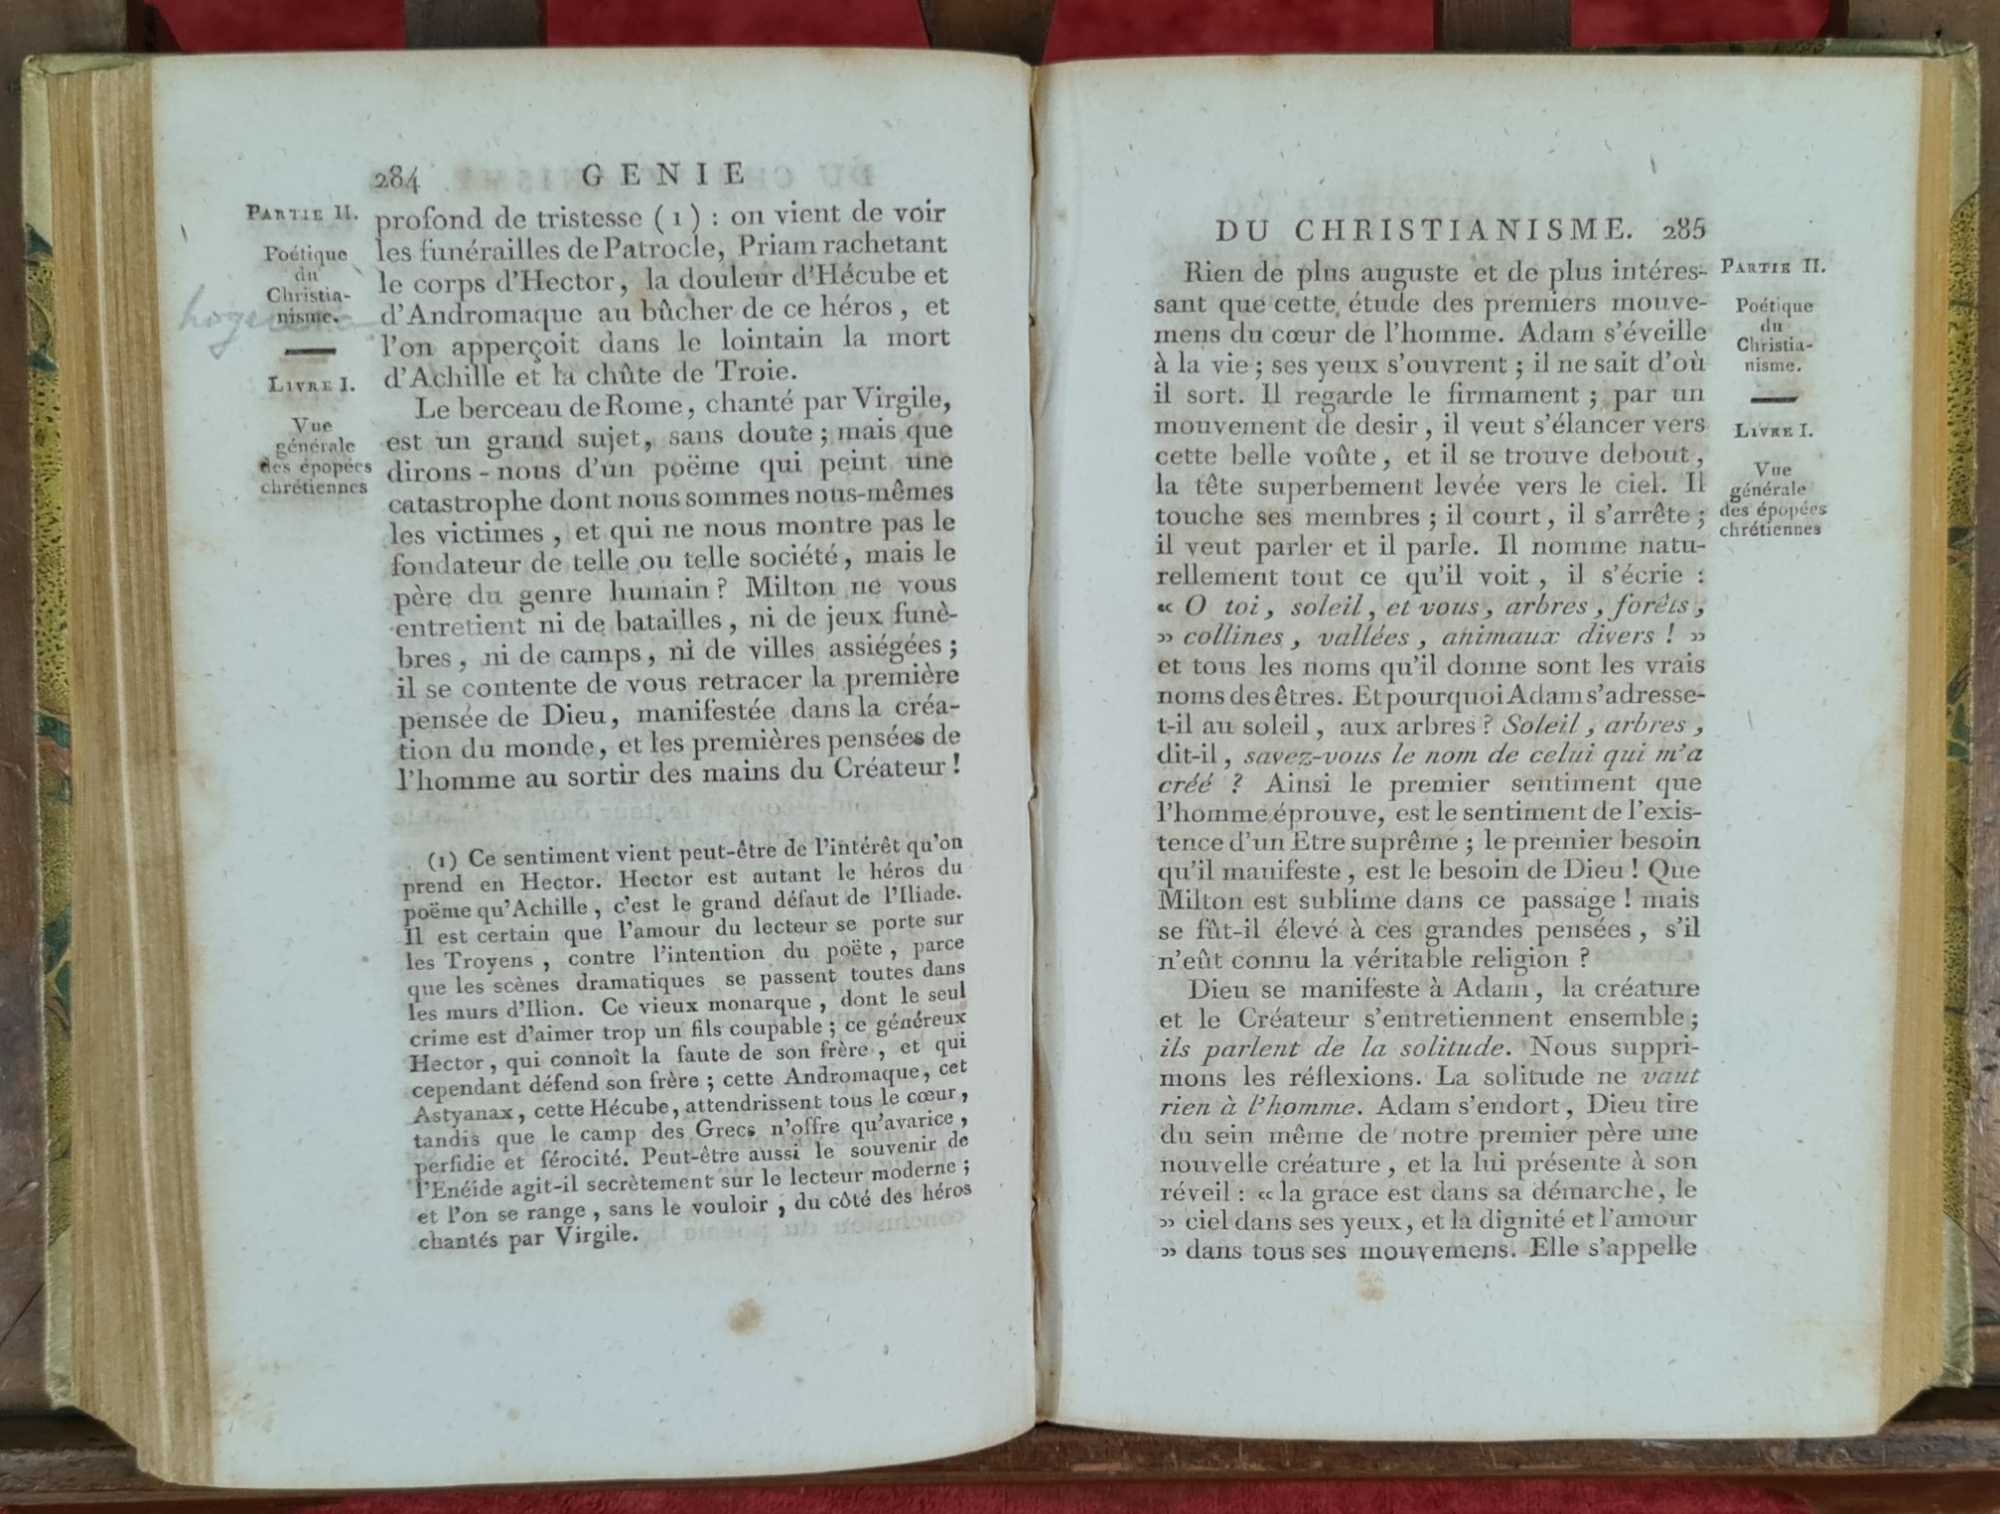 284 GENIE
PARTIE II.
Poétique
du
Christia-
nisme.
LIVRE I.
Vue
générale
des épopées
chrétiennes
profond de tristesse (1) : on vient de voir
les funérailles de Patrocle, Priam rachetant
le corps d'Hector, la douleur d'Hécube et
d'Andromaque au bûcher de ce héros, et
l'on apperçoit dans le lointain la mort
d'Achille et la chûte de Troie.
Le berceau de Rome, chanté par Virgile,
est un grand sujet, sans doute ; mais que
dirons-nous d'un poëme qui peint une
catastrophe dont nous sommes nous-mêmes
les victimes, et qui ne nous montre pas le
fondateur de telle ou telle société, mais le
père du genre humain? Milton ne vous
entretient ni de batailles, ni de jeux funè-
bres, ni de camps, ni de villes assiégées ;
il se contente de vous retracer la première
pensée de Dieu, manifestée dans la créa-
tion du monde, et les premières pensées de
l'homme au sortir des mains du Créateur !
(1) Ce sentiment vient peut-être de l'intérêt qu'on
prend en Hector. Hector est autant le héros du
poëme qu'Achille, c'est le grand défaut de l'Iliade.
Il est certain que l'amour du lecteur se porte sur
les Troyens, contre l'intention du poëte, parce
que les scènes dramatiques se passent toutes dans
les murs d'Ilion. Ce vieux monarque, dont le seul
crime est d'aimer trop un fils coupable ; ce généreux
Hector, qui connoît la faute de son frère, et qui
cependant défend son frère ; cette Andromaque, cet
Astyanax, cette Hécube, attendrissent tous le cœur,
tandis que le camp des Grecs n'offre qu'avarice,
perfidie et férocité. Peut-être aussi le souvenir de
l'Enéide agit-il secrètement sur le lecteur moderne ;
et l'on se range, sans le vouloir, du côté des héros
chantés par Virgile.
DU CHRISTIANISME. 285
PARTIE II.
Poétique
du
Christia-
nisme.
LIVRE I.
Vue
générale
des épopées
chrétiennes
Rien de plus auguste et de plus intéres-
sant que cette étude des premiers mouve-
mens du cœur de l'homme. Adam s'éveille
à la vie ; ses yeux s'ouvrent ; il ne sait d'où
il sort. Il regarde le firmament ; par un
mouvement de desir, il veut s'élancer vers
cette belle voûte, et il se trouve debout,
la tête superbement levée vers le ciel. Il
touche ses membres ; il court, il s'arrête ;
il veut parler et il parle. Il nomme natu-
rellement tout ce qu'il voit, il s'écrie :
« O toi, soleil, et vous, arbres, forêts,
» collines, vallées, animaux divers ! »
et tous les noms qu'il donne sont les vrais
noms des êtres. Et pourquoi Adam s'adresse-
t-il au soleil, aux arbres ? Soleil, arbres,
dit-il, savez-vous le nom de celui qui m'a
créé ? Ainsi le premier sentiment que
l'homme éprouve, est le sentiment de l'exis-
tence d'un Etre suprême ; le premier besoin
qu'il manifeste, est le besoin de Dieu ! Que
Milton est sublime dans ce passage ! mais
se fût-il élevé à ces grandes pensées, s'il
n'eût connu la véritable religion ?
Dieu se manifeste à Adam, la créature
et le Créateur s'entretiennent ensemble ;
ils parlent de la solitude. Nous suppri-
mons les réflexions. La solitude ne vaut
rien à l'homme. Adam s'endort, Dieu tire
du sein même de notre premier père une
nouvelle créature, et la lui présente à son
réveil : « la grace est dans sa démarche, le
» ciel dans ses yeux, et la dignité et l'amour
» dans tous ses mouvemens. Elle s'appelle